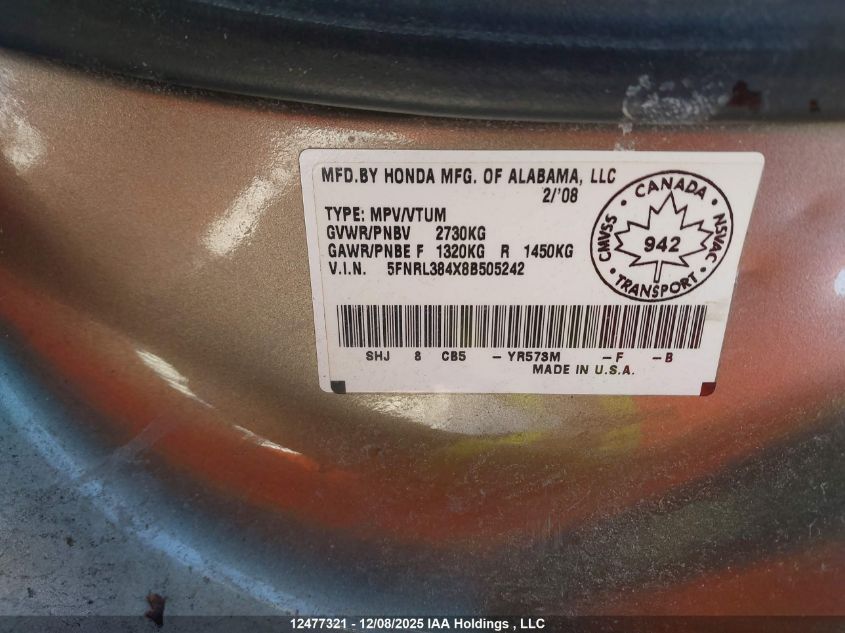 MFD.BY HONDA MFG. OF ALABAMA, LLC
2/'08
TYPE: MPV/VTUM
GVWR/PNBV 2730KG
GAWR/PNBE F 1320KG R 1450KG
V.I.N. 5FNRL384X8B505242
CANADA
CMVSS 942 NSVAC
TRANSPORT
SHJ 8 CB5 - YR573M - F - B
MADE IN U.S.A.
12477321 - 12/08/2025 IAA Holdings , LLC